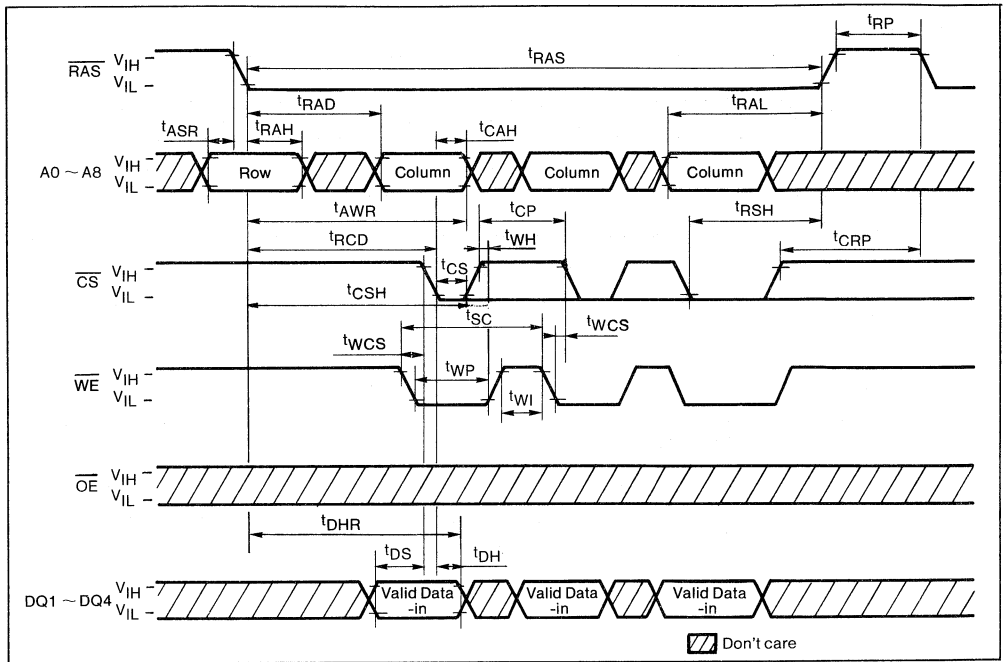 tRP
RAS VIH
VIL
tRAS
tRAD
tRAL
tASR
tRAH
tCAH
A0 ~ A8 VIH
VIL
Row
Column
Column
Column
tAWR
tCP
tRSH
tRCD
tWH
tCRP
tCS
CS VIH
VIL
tCSH
tSC
tWCS
tWCS
tWP
WE VIH
VIL
tWI
OE VIH
VIL
tDHR
tDS
tDH
DQ1 ~ DQ4 VIH
VIL
Valid Data
-in
Valid Data
-in
Valid Data
-in
Don't care